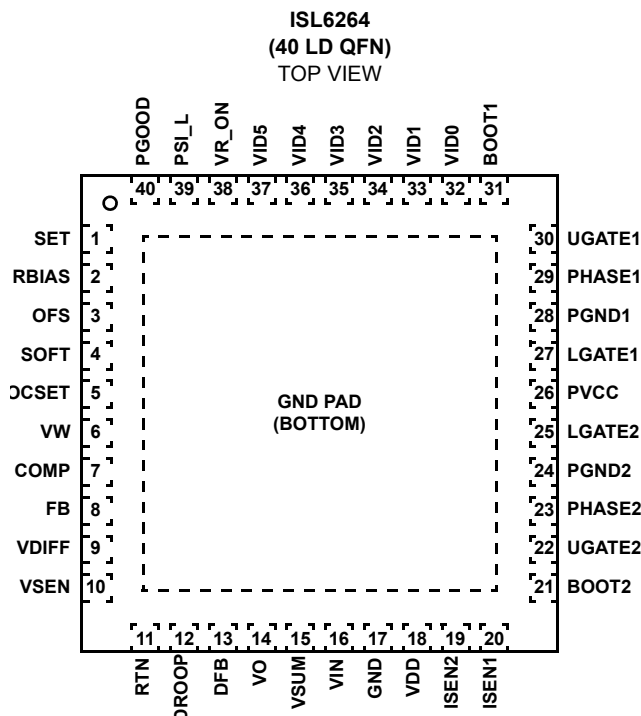 ISL6264
(40 LD QFN)
TOP VIEW
PGOOD
PSI_L
VR_ON
VID5
VID4
VID3
VID2
VID1
VID0
BOOT1
40
39
38
37
36
35
34
33
32
31
SET 1
RBIAS 2
OFS 3
SOFT 4
OCSET 5
VW 6
COMP 7
FB 8
VDIFF 9
VSEN 10
GND PAD
(BOTTOM)
30 UGATE1
29 PHASE1
28 PGND1
27 LGATE1
26 PVCC
25 LGATE2
24 PGND2
23 PHASE2
22 UGATE2
21 BOOT2
11
12
13
14
15
16
17
18
19
20
RTN
DROOP
DFB
VO
VSUM
VIN
GND
VDD
ISEN2
ISEN1